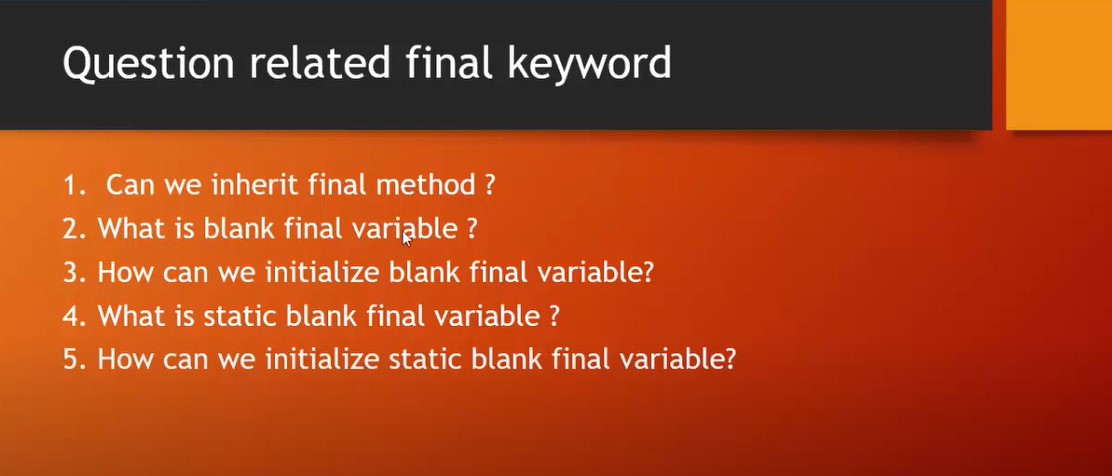 Question related final keyword
1. Can we inherit final method ?
2. What is blank final variable ?
3. How can we initialize blank final variable?
4. What is static blank final variable ?
5. How can we initialize static blank final variable?